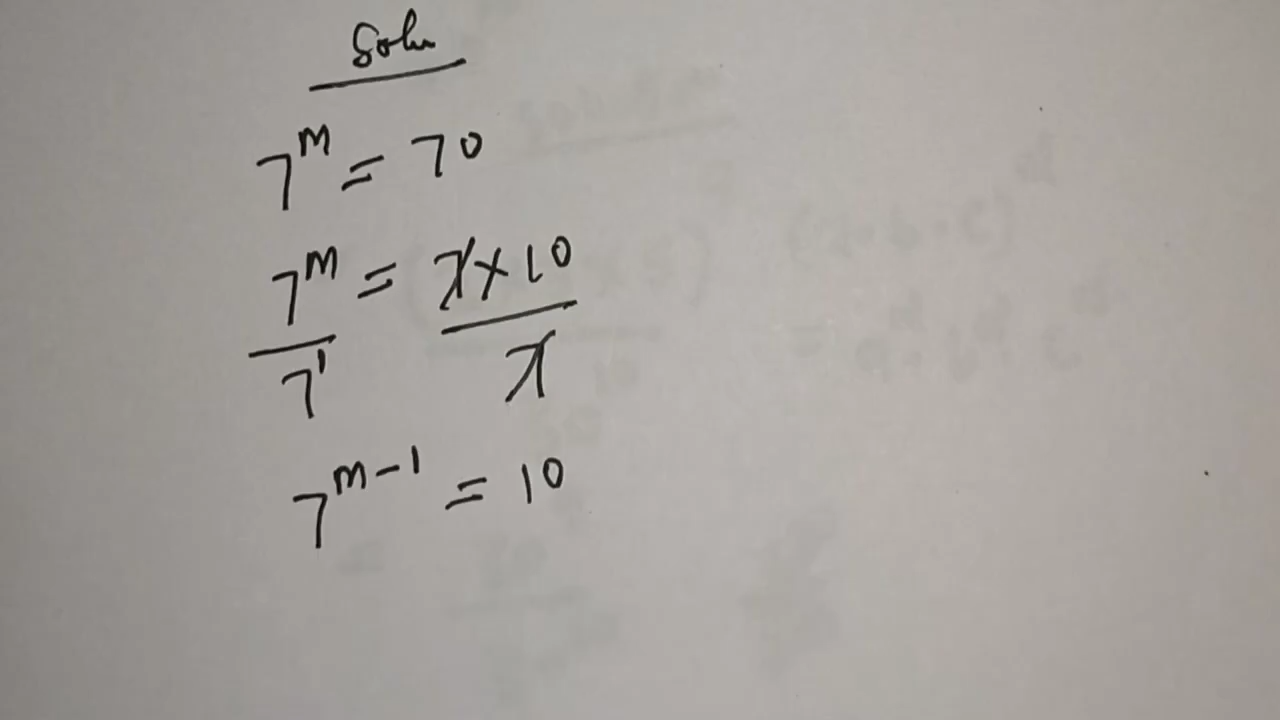 Soln
7^m = 70
7^m/7^1 = 7×10/7
7^(m-1) = 10